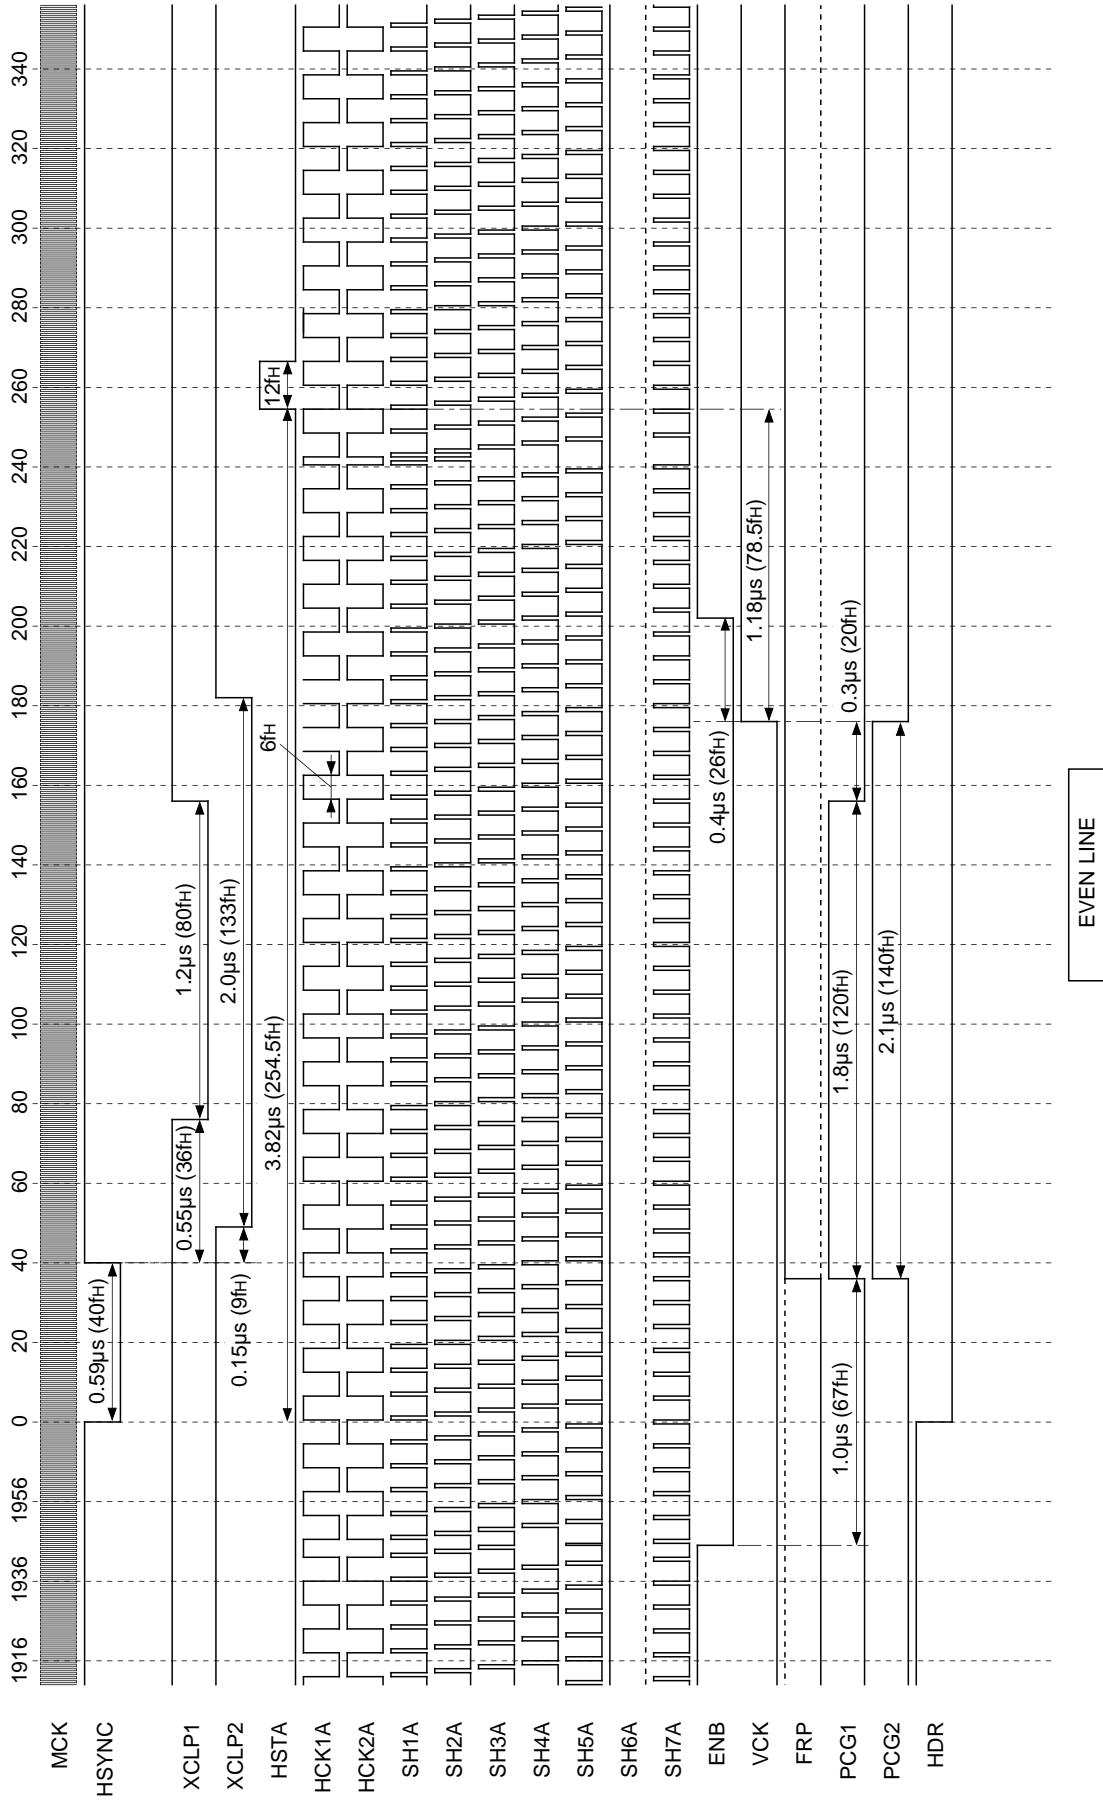 MCK
HSYNC
XCLP1
XCLP2
HSTA
HCK1A
HCK2A
SH1A
SH2A
SH3A
SH4A
SH5A
SH6A
SH7A
ENB
VCK
FRP
PCG1
PCG2
HDR
1916 1936 1956 0 20 40 60 80 100 120 140 160 180 200 220 240 260 280 300 320 340
0.59µs (40fH)
0.55µs (36fH)
1.2µs (80fH)
0.15µs (9fH)
2.0µs (133fH)
3.82µs (254.5fH)
12fH
6fH
0.4µs (26fH)
1.18µs (78.5fH)
1.0µs (67fH)
1.8µs (120fH)
0.3µs (20fH)
2.1µs (140fH)
EVEN LINE